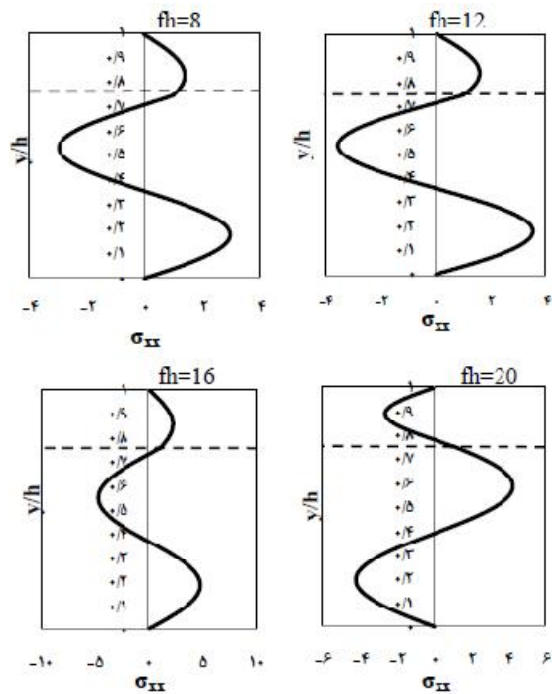 fh=8
fh=12
y/h
۱
۰/۹
۰/۸
۰/۷
۰/۶
۰/۵
۰/۴
۰/۳
۰/۲
۰/۱
۰
-۴ -۲ ۰ ۲ ۴
σxx
y/h
۱
۰/۹
۰/۸
۰/۷
۰/۶
۰/۵
۰/۴
۰/۳
۰/۲
۰/۱
۰
-۴ -۲ ۰ ۲ ۴
σxx
fh=16
fh=20
y/h
۱
۰/۹
۰/۸
۰/۷
۰/۶
۰/۵
۰/۴
۰/۳
۰/۲
۰/۱
۰
-۱۰ -۵ ۰ ۵ ۱۰
σxx
y/h
۱
۰/۹
۰/۸
۰/۷
۰/۶
۰/۵
۰/۴
۰/۳
۰/۲
۰/۱
۰
-۶ -۴ -۲ ۰ ۲ ۴ ۶
σxx